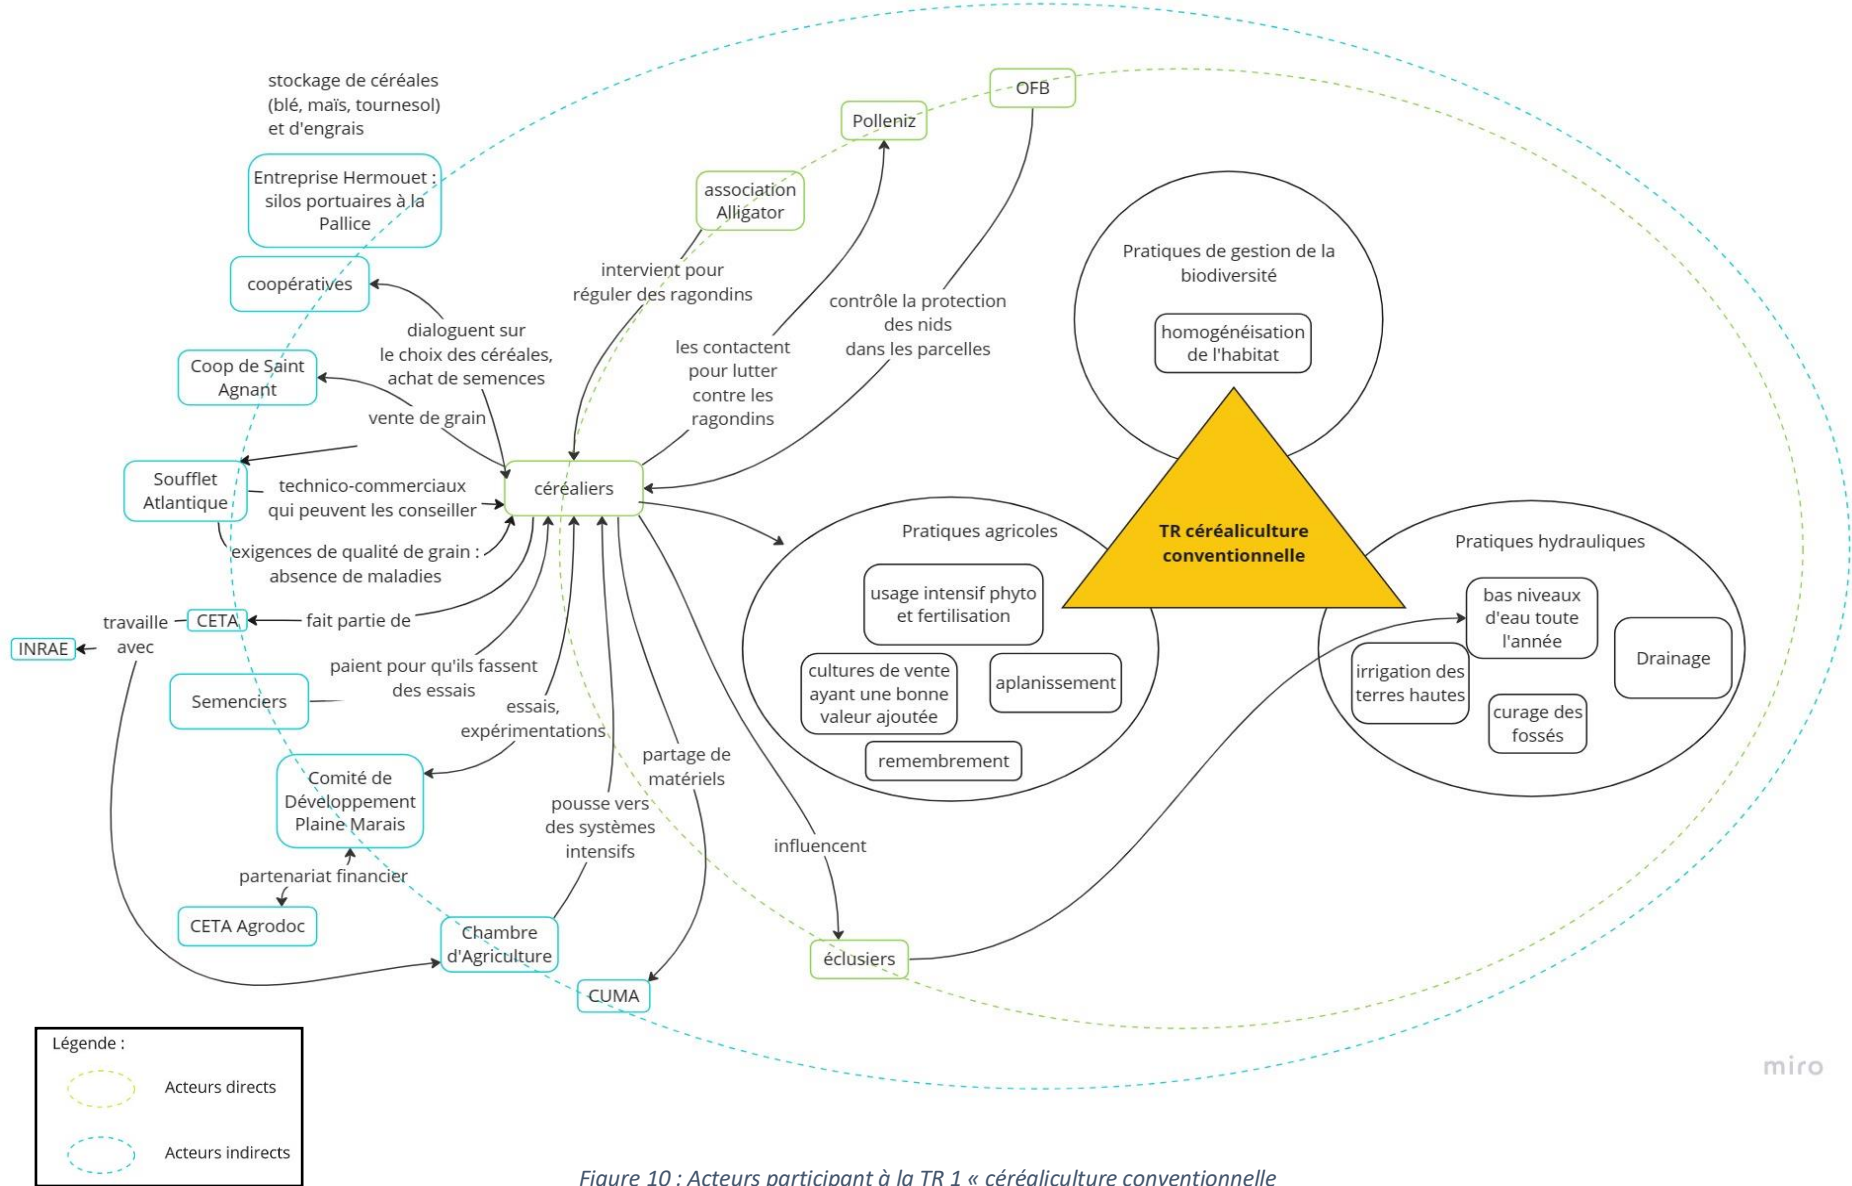 stockage de céréales
(blé, maïs, tournesol)
et d'engrais
Entreprise Hermouet :
silos portuaires à la
Pallice
coopératives
Coop de Saint
Agnant
Soufflet
Atlantique
dialoguent sur
le choix des céréales,
achat de semences
vente de grain
technico-commerciaux
qui peuvent les conseiller
exigences de qualité de grain :
absence de maladies
céréaliers
association
Alligator
Polleniz
OFB
intervient pour
réguler des ragondins
les contactent
pour lutter
contre les
ragondins
contrôle la protection
des nids
dans les parcelles
Pratiques de gestion de la
biodiversité
homogénéisation
de l'habitat
TR céréaliculture
conventionnelle
Pratiques agricoles
usage intensif phyto
et fertilisation
cultures de vente
ayant une bonne
valeur ajoutée
aplanissement
remembrement
Pratiques hydrauliques
bas niveaux
d'eau toute
l'année
Drainage
irrigation des
terres hautes
curage des
fossés
INRAE
travaille
avec
CETA
fait partie de
Semenciers
paient pour qu'ils fassent
des essais
essais,
expérimentations
Comité de
Développement
Plaine Marais
partenariat financier
CETA Agrodoc
Chambre
d'Agriculture
pousse vers
des systèmes
intensifs
partage de
matériels
CUMA
influencent
éclusiers
Légende :
Acteurs directs
Acteurs indirects
miro
Figure 10 : Acteurs participant à la TR 1 « céréaliculture conventionnelle